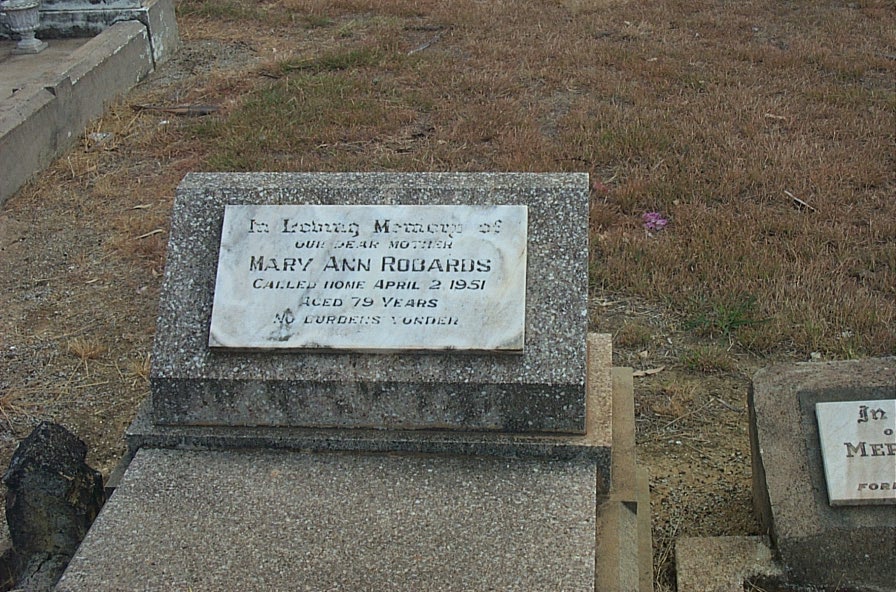 In Loving Memory of
OUR DEAR MOTHER
MARY ANN ROBARDS
CALLED HOME APRIL 2, 1951
AGED 79 YEARS
NO BURDENS YONDER
In
O
MER
FOR